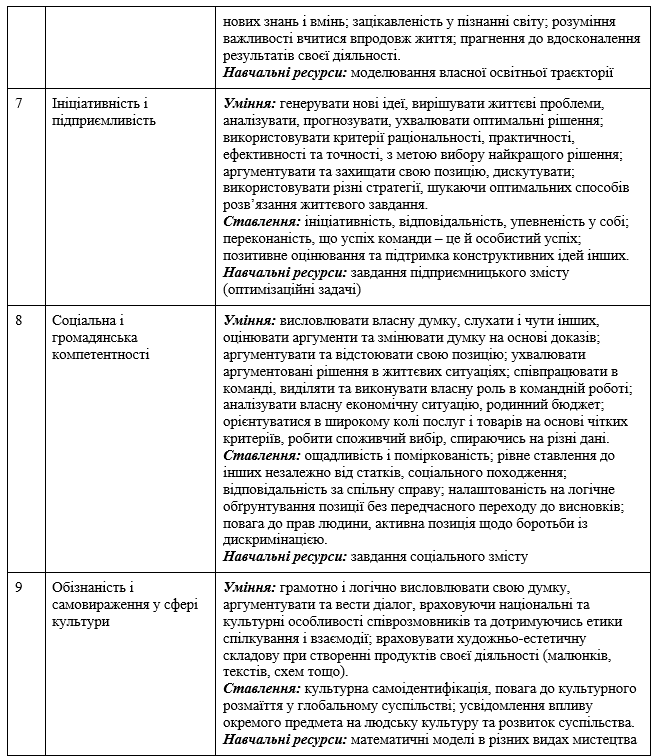 нових знань і вмінь; зацікавленість у пізнанні світу; розуміння
важливості вчитися впродовж життя; прагнення до вдосконалення
результатів своєї діяльності.
Навчальні ресурси: моделювання власної освітньої траєкторії
7
Ініціативність і
підприємливість
Уміння: генерувати нові ідеї, вирішувати життєві проблеми,
аналізувати, прогнозувати, ухвалювати оптимальні рішення;
використовувати критерії раціональності, практичності,
ефективності та точності, з метою вибору найкращого рішення;
аргументувати та захищати свою позицію, дискутувати;
використовувати різні стратегії, шукаючи оптимальних способів
розв’язання життєвого завдання.
Ставлення: ініціативність, відповідальність, упевненість у собі;
переконаність, що успіх команди – це й особистий успіх;
позитивне оцінювання та підтримка конструктивних ідей інших.
Навчальні ресурси: завдання підприємницького змісту
(оптимізаційні задачі)
8
Соціальна і
громадянська
компетентності
Уміння: висловлювати власну думку, слухати і чути інших,
оцінювати аргументи та змінювати думку на основі доказів;
аргументувати та відстоювати свою позицію; ухвалювати
аргументовані рішення в життєвих ситуаціях; співпрацювати в
команді, виділяти та виконувати власну роль в командній роботі;
аналізувати власну економічну ситуацію, родинний бюджет;
орієнтуватися в широкому колі послуг і товарів на основі чітких
критеріїв, робити споживчий вибір, спираючись на різні дані.
Ставлення: ощадливість і поміркованість; рівне ставлення до
інших незалежно від статків, соціального походження;
відповідальність за спільну справу; налаштованість на логічне
обґрунтування позиції без передчасного переходу до висновків;
повага до прав людини, активна позиція щодо боротьби із
дискримінацією.
Навчальні ресурси: завдання соціального змісту
9
Обізнаність і
самовираження у сфері
культури
Уміння: грамотно і логічно висловлювати свою думку,
аргументувати та вести діалог, враховуючи національні та
культурні особливості співрозмовників та дотримуючись етики
спілкування і взаємодії; враховувати художньо-естетичну
складову при створенні продуктів своєї діяльності (малюнків,
текстів, схем тощо).
Ставлення: культурна самоідентифікація, повага до культурного
розмаїття у глобальному суспільстві; усвідомлення впливу
окремого предмета на людську культуру та розвиток суспільства.
Навчальні ресурси: математичні моделі в різних видах мистецтва